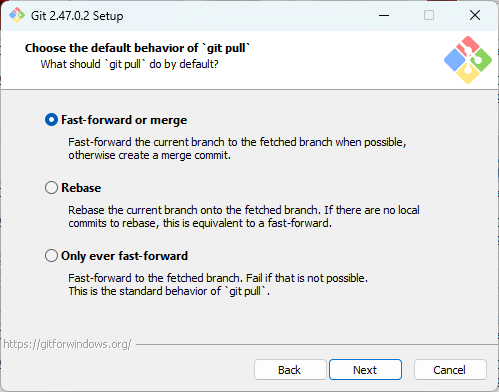 Git 2.47.0.2 Setup
Choose the default behavior of `git pull`
What should `git pull` do by default?
Fast-forward or merge
Fast-forward the current branch to the fetched branch when possible,
otherwise create a merge commit.
Rebase
Rebase the current branch onto the fetched branch. If there are no local
commits to rebase, this is equivalent to a fast-forward.
Only ever fast-forward
Fast-forward to the fetched branch. Fail if that is not possible.
This is the standard behavior of `git pull`.
https://gitforwindows.org/
Back Next Cancel